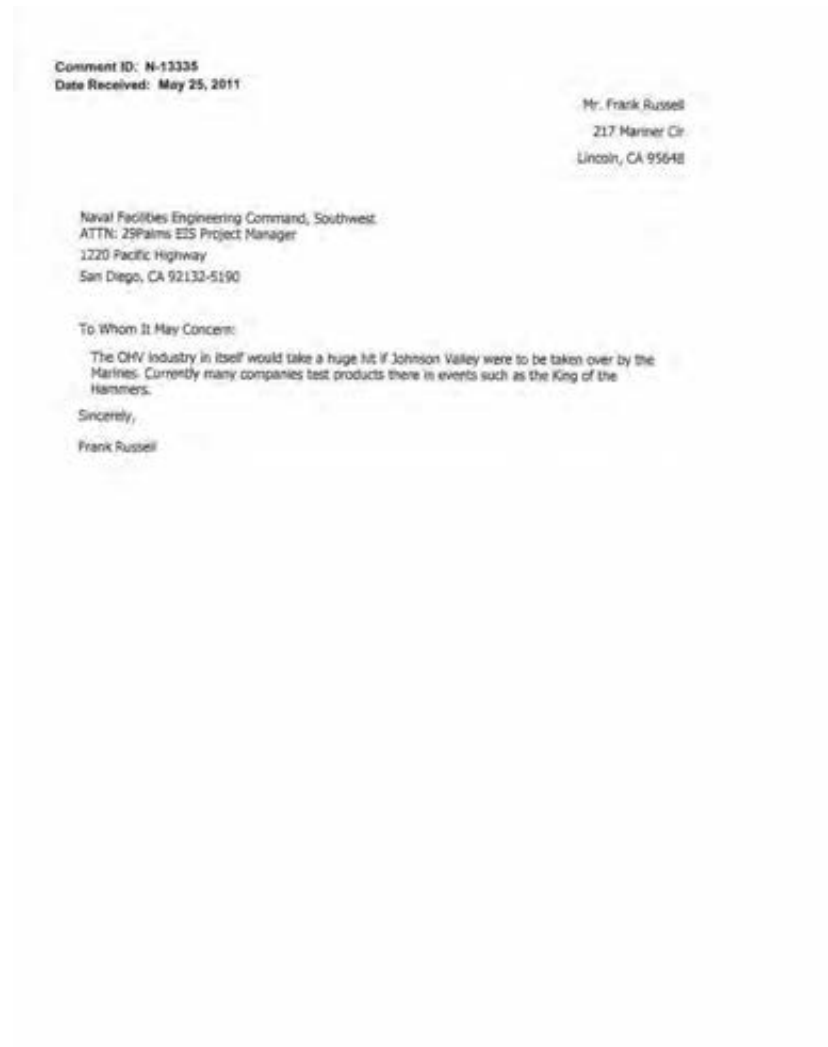 Comment ID: N-13335
Date Received: May 25, 2011
Mr. Frank Russell
217 Mariner Cir
Lincoln, CA 95648
Naval Facilities Engineering Command, Southwest
ATTN: 29Palms EIS Project Manager
1220 Pacific Highway
San Diego, CA 92132-5190
To Whom It May Concern:
The OHV industry in itself would take a huge hit if Johnson Valley were to be taken over by the
Marines. Currently many companies test products there in events such as the King of the
Hammers.
Sincerely,
Frank Russell